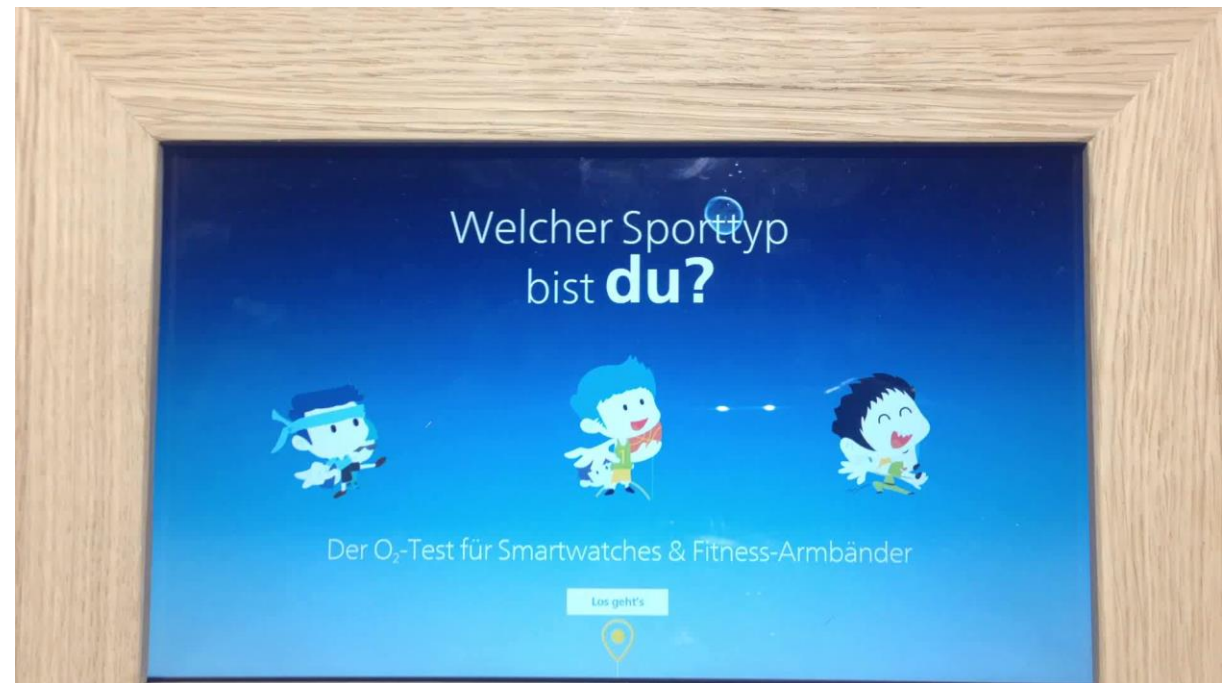 Welcher Sporttyp
bist du?
Der O₂-Test für Smartwatches & Fitness-Armbänder
Los geht's